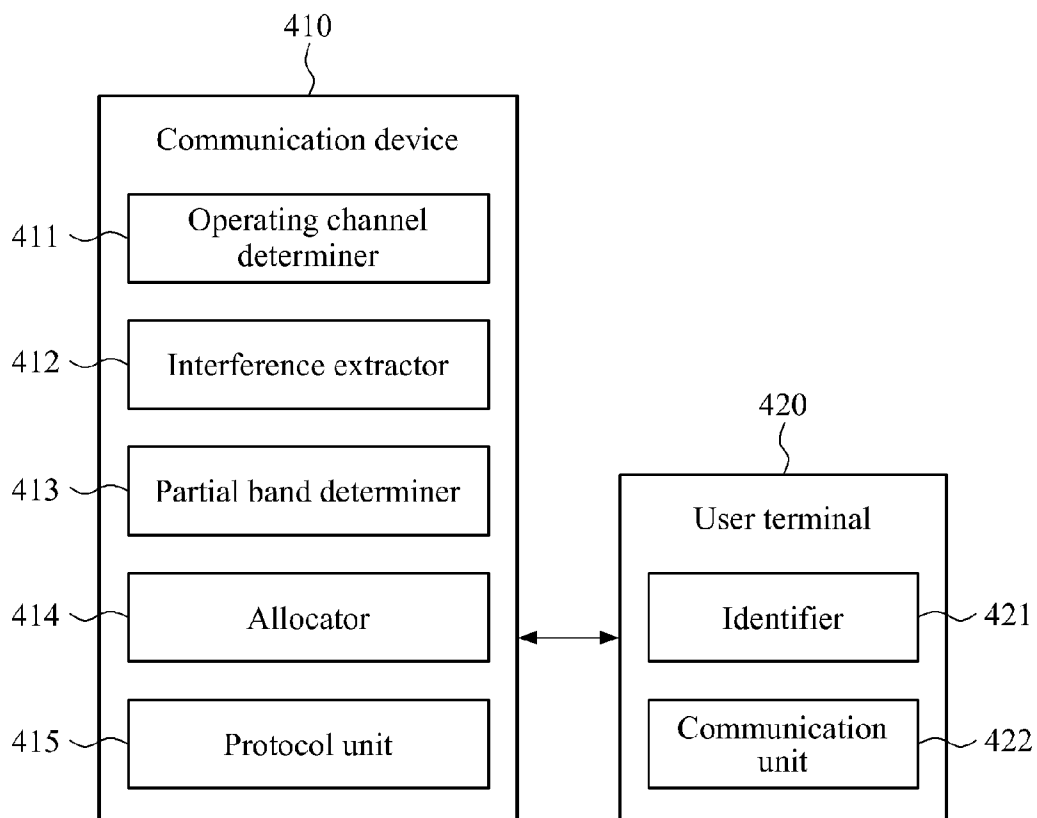 410
Communication device
411
Operating channel
determiner
412
Interference extractor
413
Partial band determiner
414
Allocator
415
Protocol unit
420
User terminal
Identifier
421
Communication
unit
422